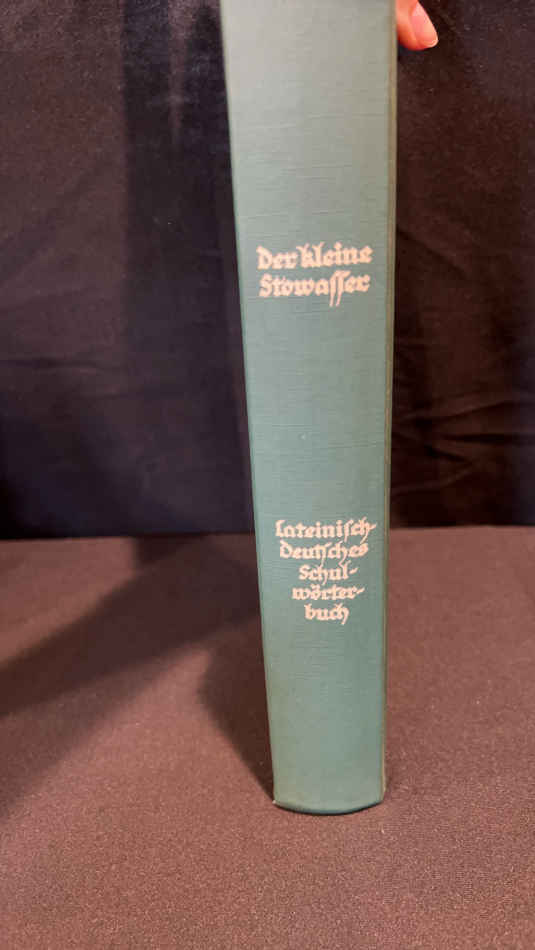 Der kleine
Stowaſſer
Lateiniſch-
Deutſches
Schul-
wörter-
buch